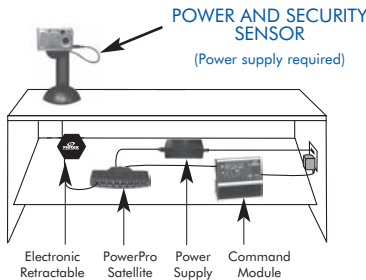 POWER AND SECURITY
SENSOR
(Power supply required)
Electronic
Retractable
PowerPro
Satellite
Power
Supply
Command
Module